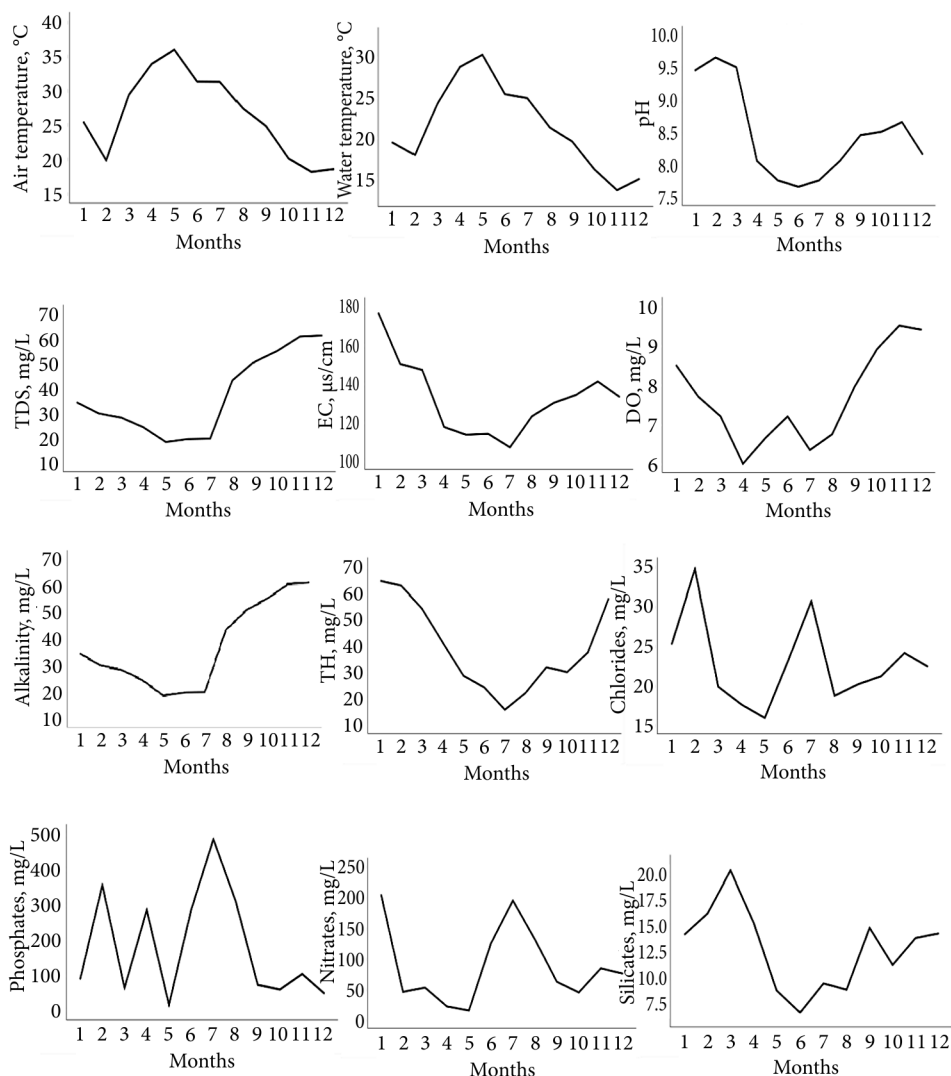 Air temperature, °C
40
35
30
25
20
15
1 2 3 4 5 6 7 8 9 10 11 12
Months
Water temperature, °C
30
25
20
15
1 2 3 4 5 6 7 8 9 10 11 12
Months
pH
10.0
9.5
9.0
8.5
8.0
7.5
1 2 3 4 5 6 7 8 9 10 11 12
Months
TDS, mg/L
70
60
50
40
30
20
10
1 2 3 4 5 6 7 8 9 10 11 12
Months
EC, µs/cm
180
160
140
120
100
1 2 3 4 5 6 7 8 9 10 11 12
Months
DO, mg/L
10
9
8
7
6
1 2 3 4 5 6 7 8 9 10 11 12
Months
Alkalinity, mg/L
70
60
50
40
30
20
10
1 2 3 4 5 6 7 8 9 10 11 12
Months
TH, mg/L
70
60
50
40
30
20
10
1 2 3 4 5 6 7 8 9 10 11 12
Months
Chlorides, mg/L
35
30
25
20
15
1 2 3 4 5 6 7 8 9 10 11 12
Months
Phosphates, mg/L
500
400
300
200
100
0
1 2 3 4 5 6 7 8 9 10 11 12
Months
Nitrates, mg/L
250
200
150
100
50
0
1 2 3 4 5 6 7 8 9 10 11 12
Months
Silicates, mg/L
20.0
17.5
15.0
12.5
10.0
7.5
1 2 3 4 5 6 7 8 9 10 11 12
Months